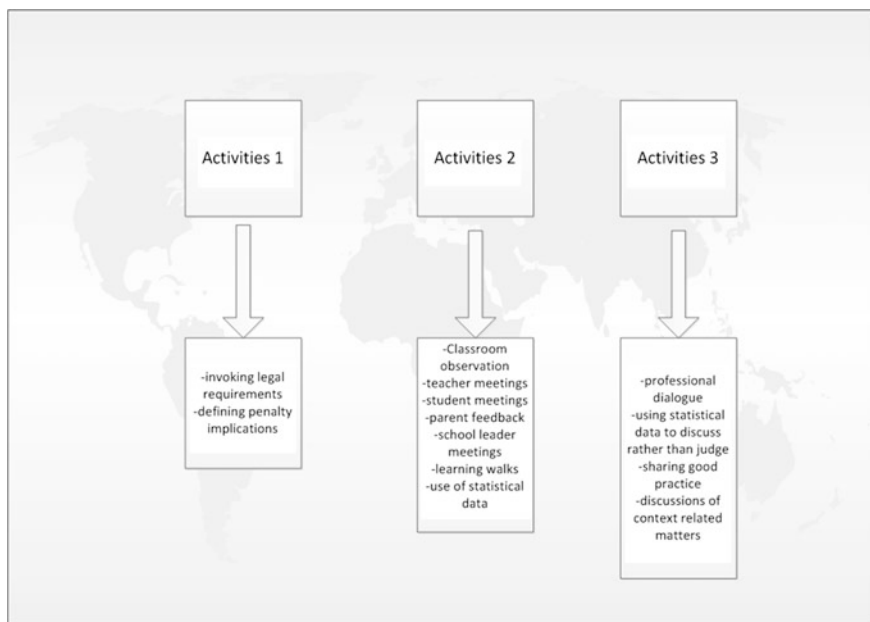 Activities 1
Activities 2
Activities 3
-invoking legal
requirements
-defining penalty
implications
-Classroom
observation
-teacher meetings
-student meetings
-parent feedback
-school leader
meetings
-learning walks
-use of statistical
data
-professional
dialogue
-using statistical
data to discuss
rather than judge
-sharing good
practice
-discussions of
context related
matters